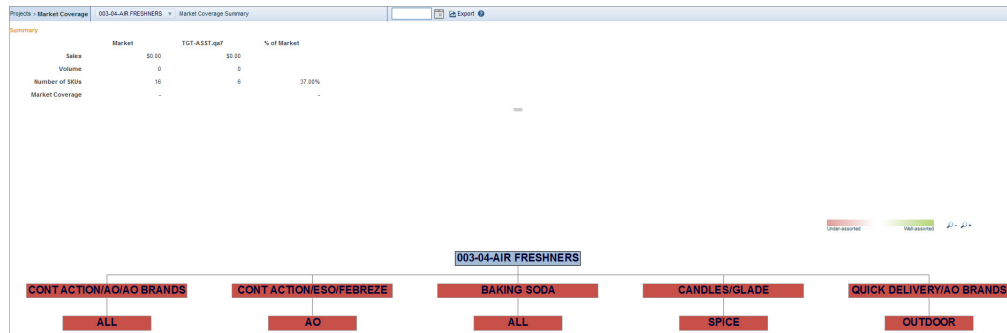 Projects > Market Coverage 003-04-AIR FRESHNERS Market Coverage Summary Export
Summary
Market TGT-ASST.qa7 % of Market
Sales $0.00 $0.00
Volume 0 0
Number of SKUs 16 6 37.00%
Market Coverage - -
Under-assorted Well-assorted
003-04-AIR FRESHNERS
CONT ACTION/AO/AO BRANDS CONT ACTION/ESO/FEBREZE BAKING SODA CANDLES/GLADE QUICK DELIVERY/AO BRANDS
ALL AO ALL SPICE OUTDOOR